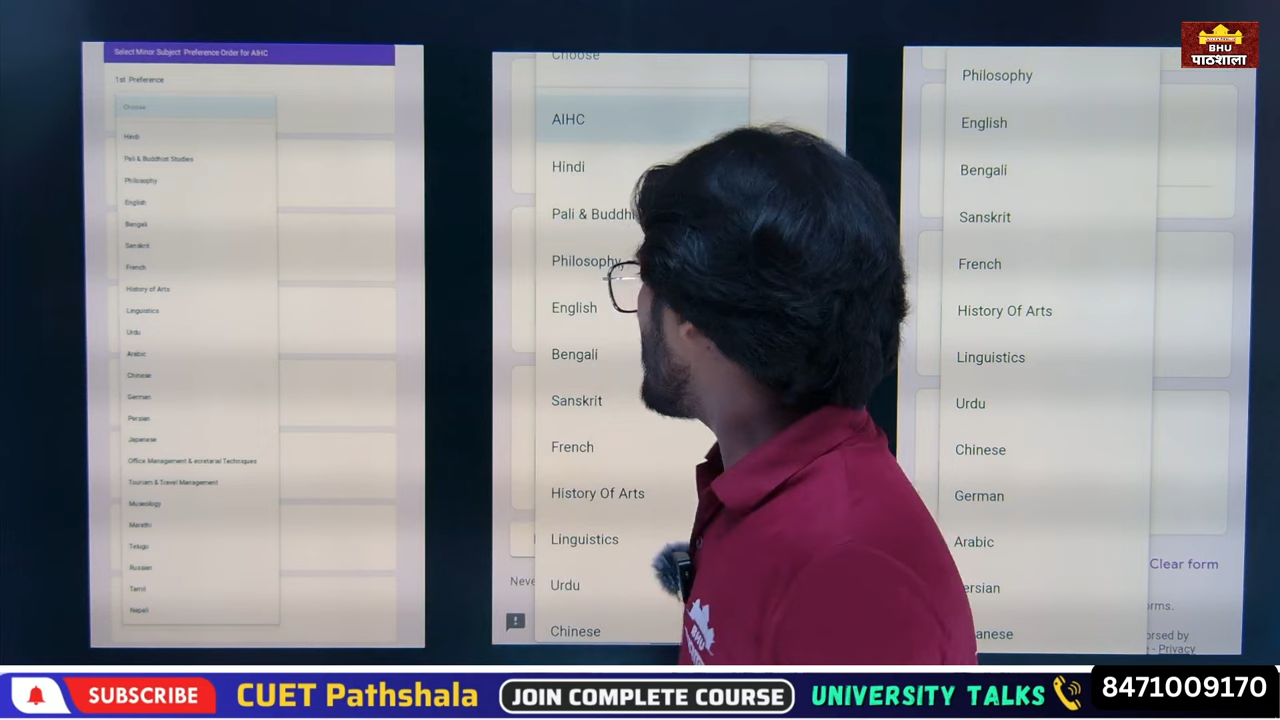 BHU
पाठशाला
Select Minor Subject Preference Order for AIHC
1st Preference
Choose
Hindi
Pali & Buddhist Studies
Philosophy
English
Bengali
Sanskrit
French
History of Arts
Linguistics
Urdu
Arabic
Chinese
German
Persian
Japanese
Office Management & ecretarial Techniques
Tourism & Travel Management
Museology
Marathi
Telugu
Russian
Tamil
Nepali
Choose
AIHC
Hindi
Pali & Buddhi
Philosophy
English
Bengali
Sanskrit
French
History Of Arts
Linguistics
Urdu
Chinese
Neve
Philosophy
English
Bengali
Sanskrit
French
History Of Arts
Linguistics
Urdu
Chinese
German
Arabic
ersian
anese
Clear form
orms.
orsed by
- Privacy
BHU
SUBSCRIBE
CUET Pathshala
JOIN COMPLETE COURSE
UNIVERSITY TALKS
8471009170